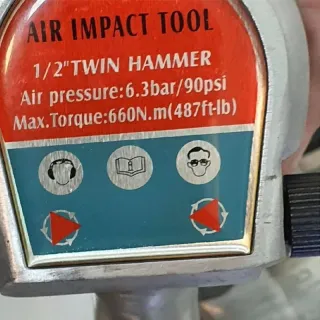 AIR IMPACT TOOL
1/2"TWIN HAMMER
Air pressure:6.3bar/90psi
Max.Torque:660N.m(487ft-lb)